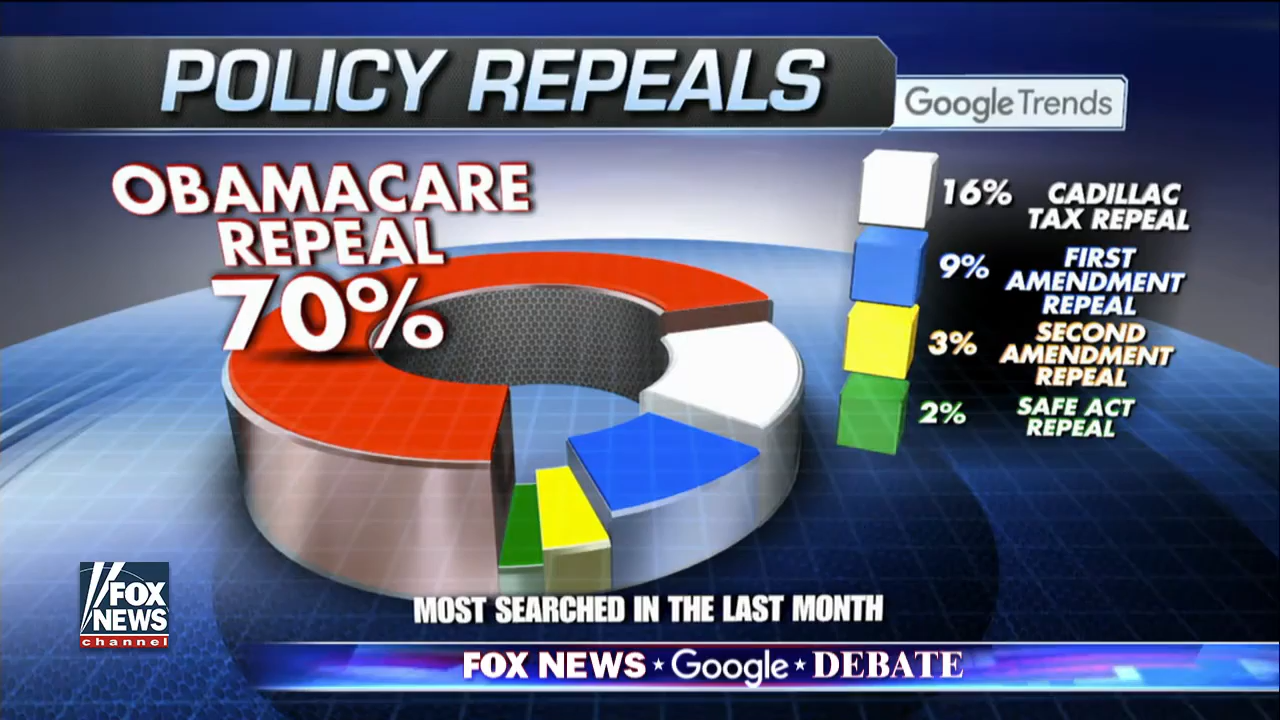 POLICY REPEALS
Google Trends
OBAMACARE
REPEAL
70%
16% CADILLAC
TAX REPEAL
9% FIRST
AMENDMENT
REPEAL
3% SECOND
AMENDMENT
REPEAL
2% SAFE ACT
REPEAL
MOST SEARCHED IN THE LAST MONTH
FOX
NEWS
channel
FOX NEWS ★ Google ★ DEBATE